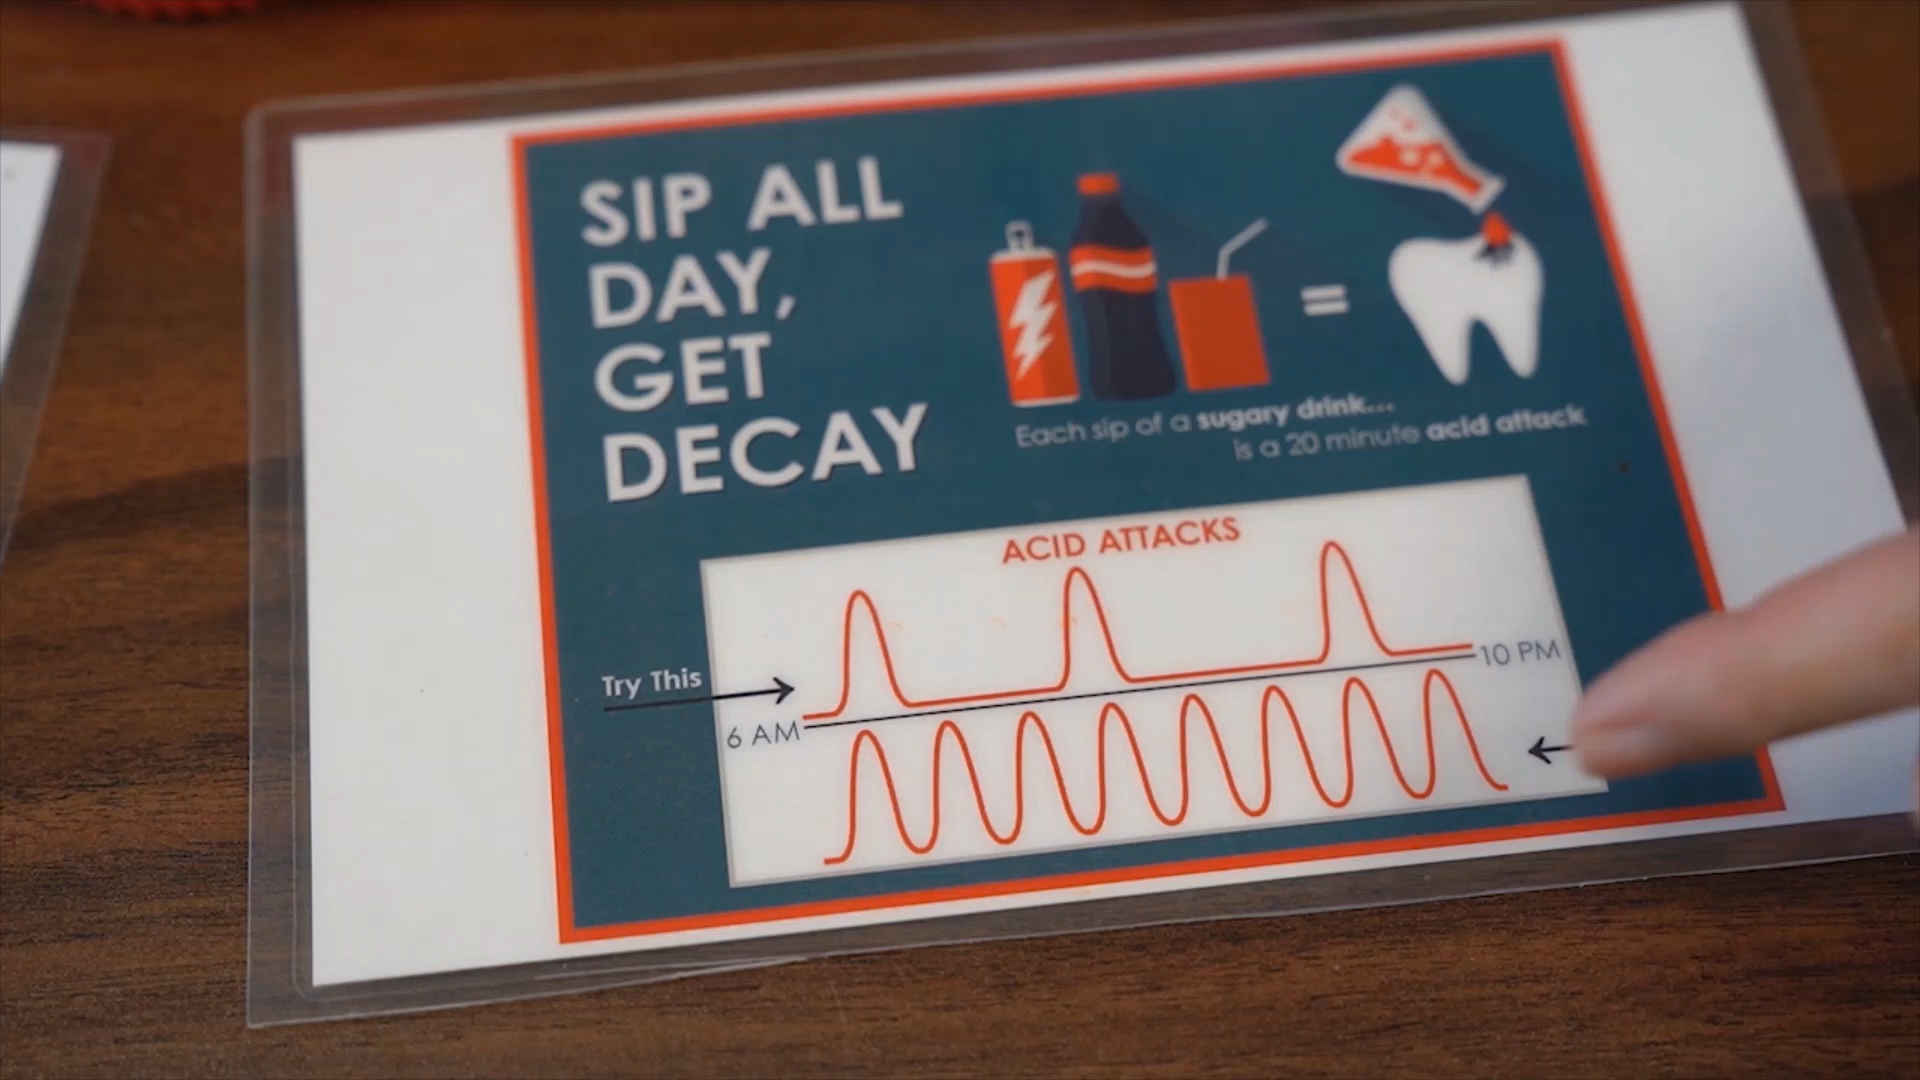 SIP ALL
DAY,
GET
DECAY
Each sip of a sugary drink...
is a 20 minute acid attack
ACID ATTACKS
Try This
6 AM
10 PM